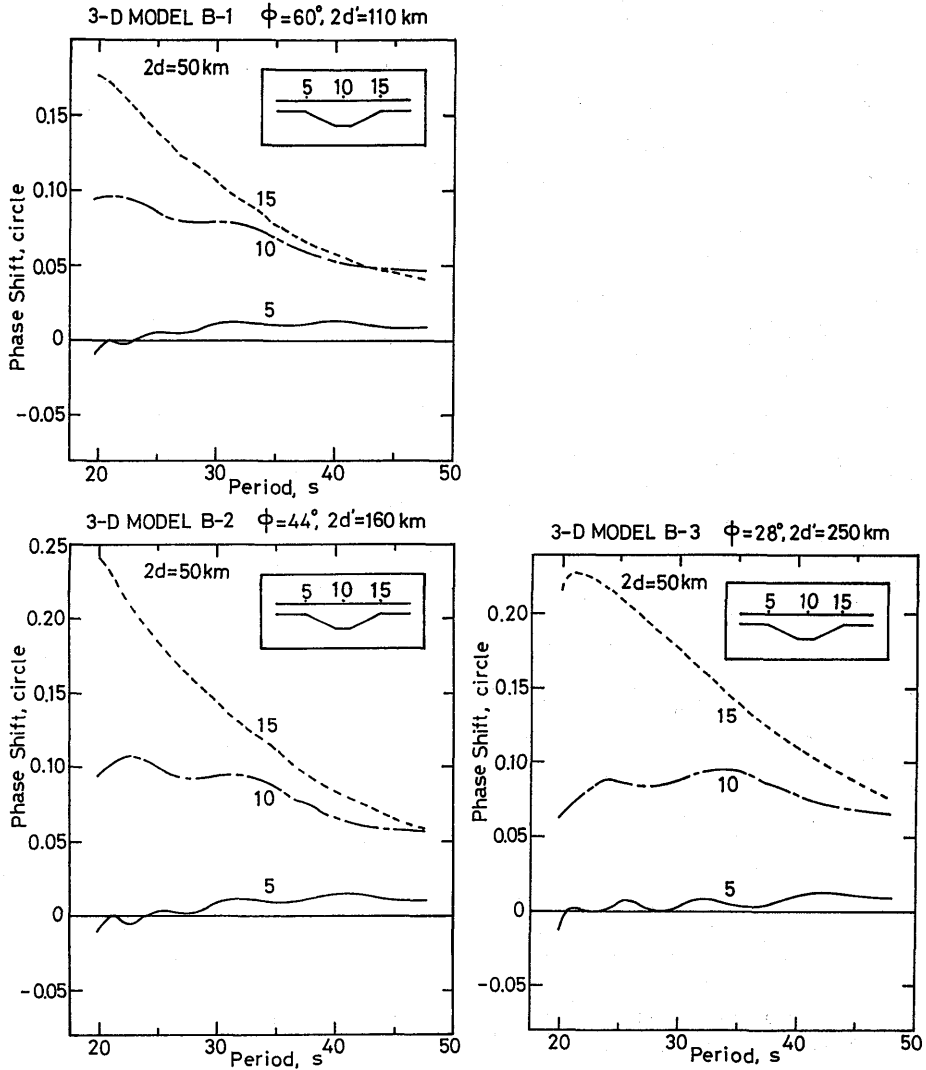 3-D MODEL B-1 ϕ=60°, 2d'=110 km
2d=50km
5 10 15
0.15
0.10
0.05
0
-0.05
15
10
5
Phase Shift, circle
20 30 40 50
Period, s
3-D MODEL B-2 ϕ=44°, 2d'=160 km
2d=50km
5 10 15
0.25
0.20
0.15
0.10
0.05
0
-0.05
15
10
5
Phase Shift, circle
20 30 40 50
Period, s
3-D MODEL B-3 ϕ=28°, 2d'=250 km
2d=50km
5 10 15
0.20
0.15
0.10
0.05
0
-0.05
15
10
5
Phase Shift, circle
20 30 40 50
Period, s